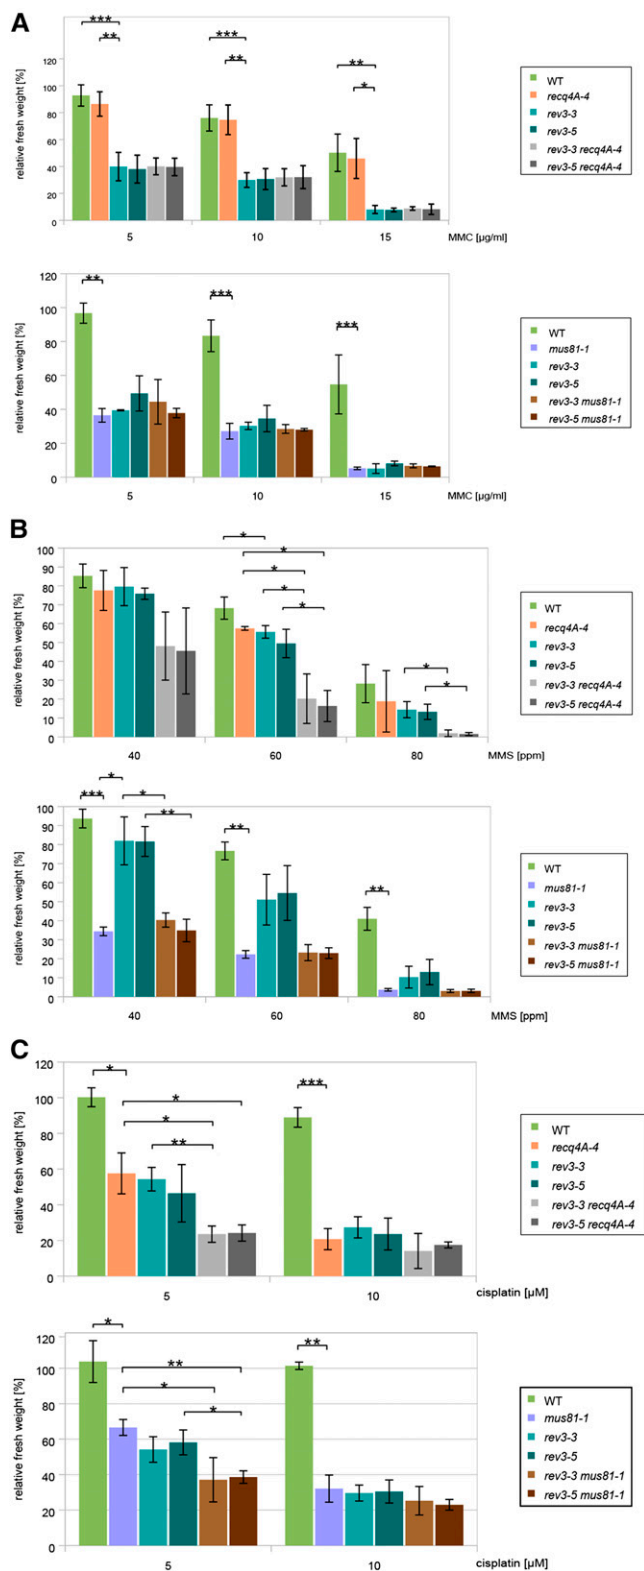 A
relative fresh weight [%]
120
100
80
60
40
20
0
***
**
***
**
**
*
5
10
15
MMC [µg/ml]
WT
recq4A-4
rev3-3
rev3-5
rev3-3 recq4A-4
rev3-5 recq4A-4
relative fresh weight [%]
120
100
80
60
40
20
0
**
***
***
5
10
15
MMC [µg/ml]
WT
mus81-1
rev3-3
rev3-5
rev3-3 mus81-1
rev3-5 mus81-1
B
relative fresh weight [%]
100
90
80
70
60
50
40
30
20
10
0
*
*
*
*
*
*
*
40
60
80
MMS [ppm]
WT
recq4A-4
rev3-3
rev3-5
rev3-3 recq4A-4
rev3-5 recq4A-4
relative fresh weight [%]
100
90
80
70
60
50
40
30
20
10
0
*
***
*
**
**
**
40
60
80
MMS [ppm]
WT
mus81-1
rev3-3
rev3-5
rev3-3 mus81-1
rev3-5 mus81-1
C
relative fresh weight [%]
120
100
80
60
40
20
0
*
*
*
**
***
5
10
cisplatin [µM]
WT
recq4A-4
rev3-3
rev3-5
rev3-3 recq4A-4
rev3-5 recq4A-4
relative fresh weight [%]
120
100
80
60
40
20
0
*
**
*
*
**
5
10
cisplatin [µM]
WT
mus81-1
rev3-3
rev3-5
rev3-3 mus81-1
rev3-5 mus81-1